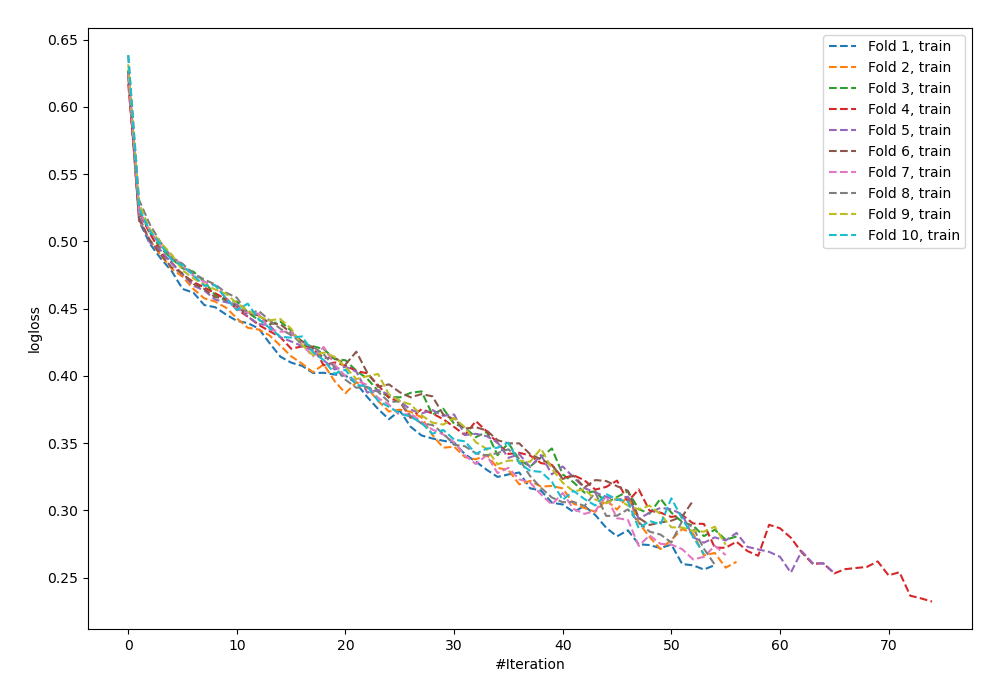 0.65
0.60
0.55
0.50
0.45
0.40
0.35
0.30
0.25
logloss
0
10
20
30
40
50
60
70
#Iteration
Fold 1, train
Fold 2, train
Fold 3, train
Fold 4, train
Fold 5, train
Fold 6, train
Fold 7, train
Fold 8, train
Fold 9, train
Fold 10, train